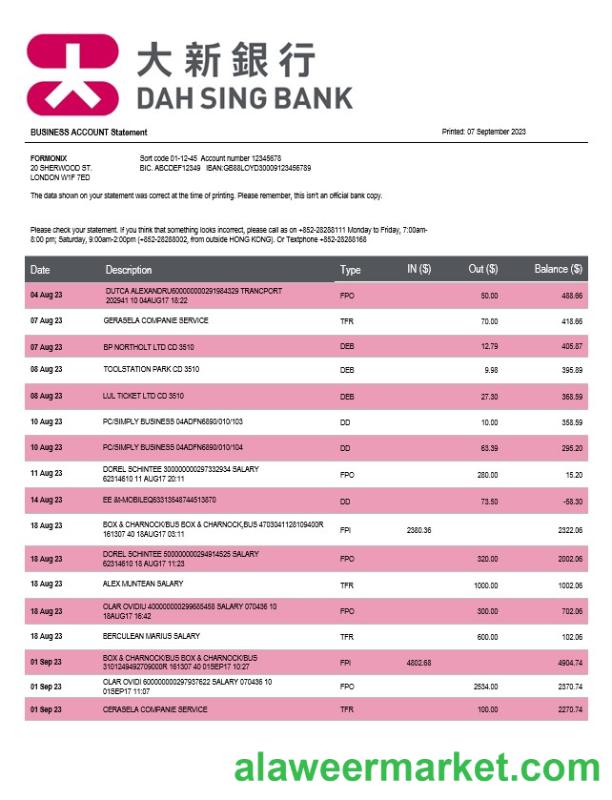 大新銀行
DAH SING BANK
BUSINESS ACCOUNT Statement Printed: 07 September 2023
FORMONIX Sort code 01-12-45 Account number 12345678
20 SHERWOOD ST. BIC. ABCDEF12349 IBAN:GB88LOYD30009123456789
LONDON W1F 7ED
The data shown on your statement was correct at the time of printing. Please remember, this isn't an official bank copy.
Please check your statement. If you think that something looks incorrect, please call as on +852-28288111 Monday to Friday, 7:00am-
8:00 pm; Saturday, 9:00am-2:00pm (+852-28288002, from outside HONG KONG). Or Textphone +852-28288168
Date Description Type IN ($) Out ($) Balance ($)
04 Aug 23 DUTCA ALEXANDRU600000000291984329 TRANCPORT FPO 50.00 488.66
202941 10 04AUG17 18:22
07 Aug 23 GERASELA COMPANIE SERVICE TFR 70.00 418.66
07 Aug 23 BP NORTHOLT LTD CD 3510 DEB 12.79 405.87
08 Aug 23 TOOLSTATION PARK CD 3510 DEB 9.98 395.89
08 Aug 23 LUL TICKET LTD CD 3510 DEB 27.30 368.59
10 Aug 23 PC/SIMPLY BUSINESS 04ADFN6890/010/103 DD 10.00 358.59
10 Aug 23 PC/SIMPLY BUSINESS 04ADFN6890/010/104 DD 63.39 295.20
11 Aug 23 DOREL SCHINTEE 300000000297332934 SALARY FPO 280.00 15.20
62314610 11 AUG17 20:11
14 Aug 23 EE &t-MOBILEQ63313548744513870 DD 73.50 -58.30
18 Aug 23 BOX & CHARNOCK/BUS BOX & CHARNOCK,BUS 4703041128109400R FPI 2380.36 2322.06
161307 40 18AUG17 03:11
18 Aug 23 DOREL SCHINTEE 500000000294914525 SALARY FPO 320.00 2002.06
62314610 18 AUG17 11:23
18 Aug 23 ALEX MUNTEAN SALARY TFR 1000.00 1002.06
18 Aug 23 OLAR OVIDIU 400000000299685488 SALARY 070436 10 FPO 300.00 702.06
18AUG17 16:42
18 Aug 23 BERCULEAN MARIUS SALARY TFR 600.00 102.06
01 Sep 23 BOX & CHARNOCK/BUS BOX & CHARNOCK/BUS FPI 4802.68 4904.74
3101249492709000R 161307 40 01SEP17 10:27
01 Sep 23 OLAR OVIDI 600000000297937622 SALARY 070436 10 FPO 2534.00 2370.74
01SEP17 11:07
01 Sep 23 CERASELA COMPANIE SERVICE TFR 100.00 2270.74
alaweermarket.com